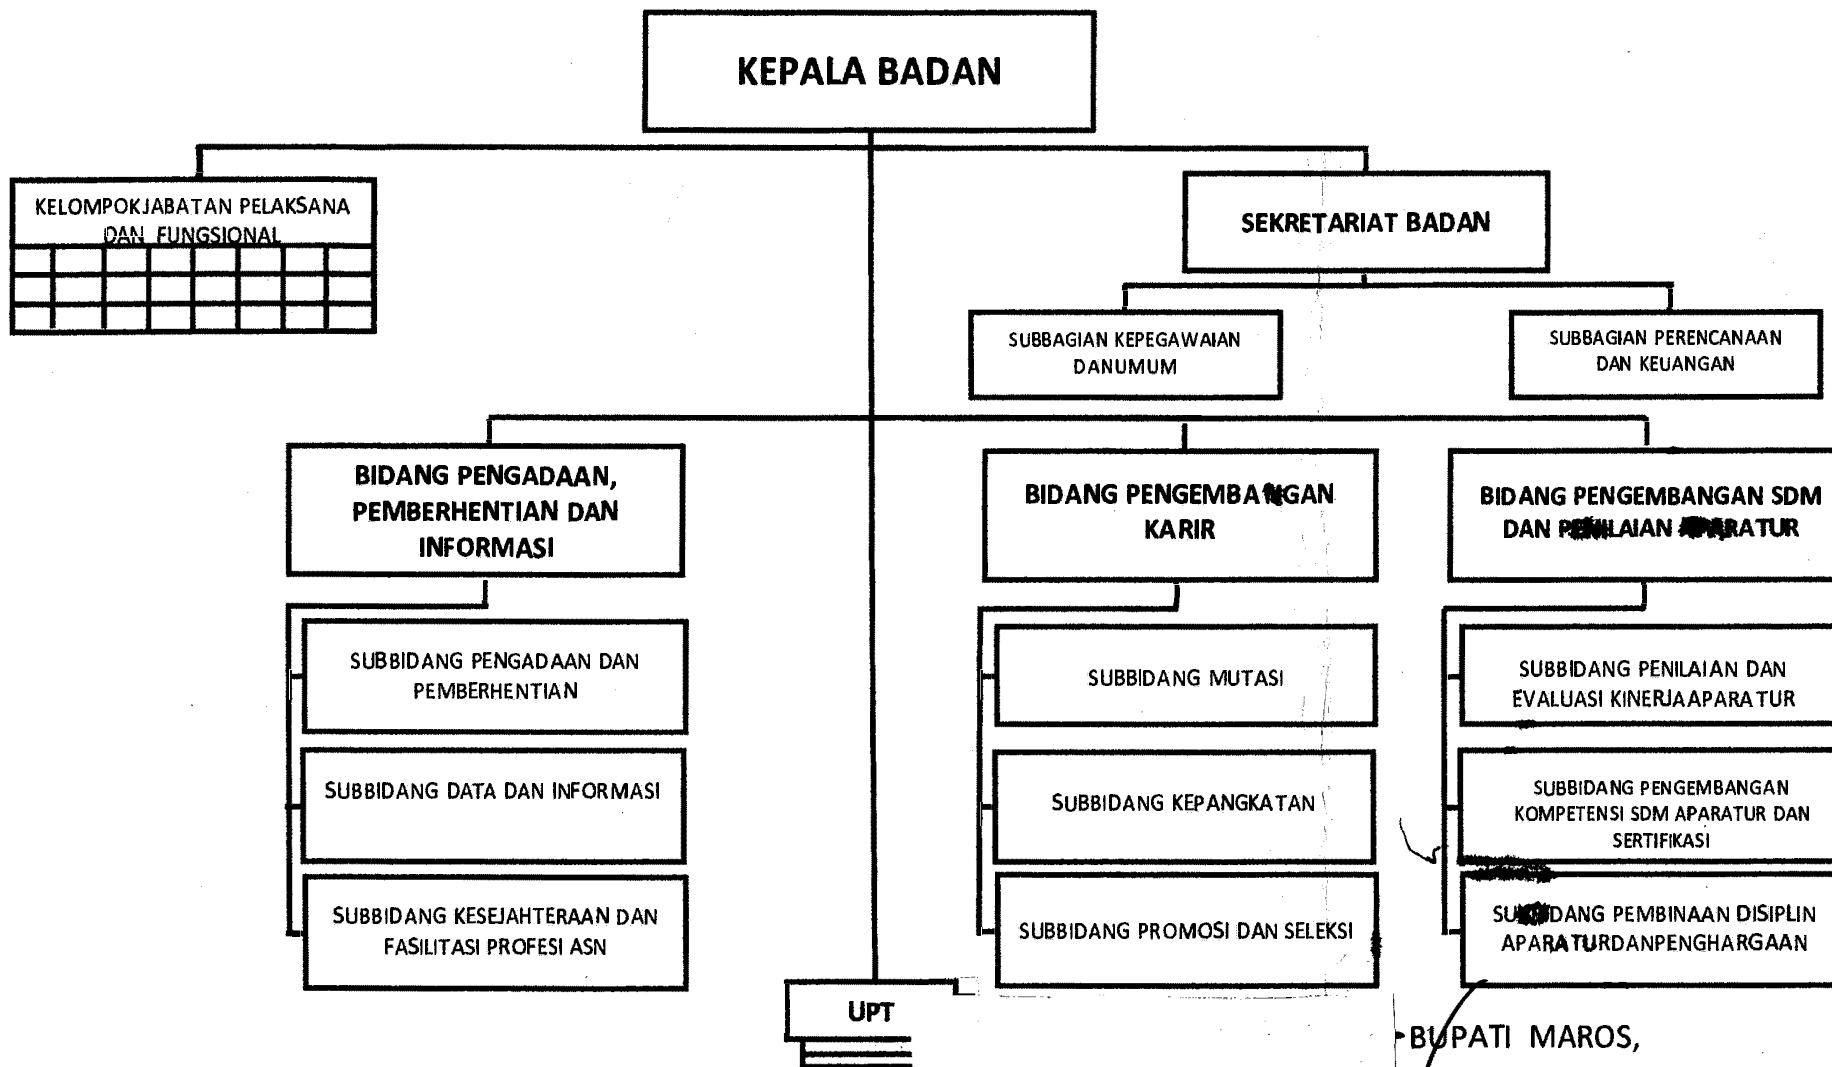 KEPALA BADAN
KELOMPOKJABATAN PELAKSANA
DAN FUNGSIONAL
SEKRETARIAT BADAN
SUBBAGIAN KEPEGAWAIAN
DANUMUM
SUBBAGIAN PERENCANAAN
DAN KEUANGAN
BIDANG PENGADAAN,
PEMBERHENTIAN DAN
INFORMASI
BIDANG PENGEMBANGAN
KARIR
BIDANG PENGEMBANGAN SDM
DAN PENILAIAN APARATUR
SUBBIDANG PENGADAAN DAN
PEMBERHENTIAN
SUBBIDANG DATA DAN INFORMASI
SUBBIDANG KESEJAHTERAAN DAN
FASILITASI PROFESI ASN
SUBBIDANG MUTASI
SUBBIDANG KEPANGKATAN
SUBBIDANG PROMOSI DAN SELEKSI
SUBBIDANG PENILAIAN DAN
EVALUASI KINERJAAPARATUR
SUBBIDANG PENGEMBANGAN
KOMPETENSI SDM APARATUR DAN
SERTIFIKASI
SUBBIDANG PEMBINAAN DISIPLIN
APARATURDANPENGHARGAAN
UPT
BUPATI MAROS,